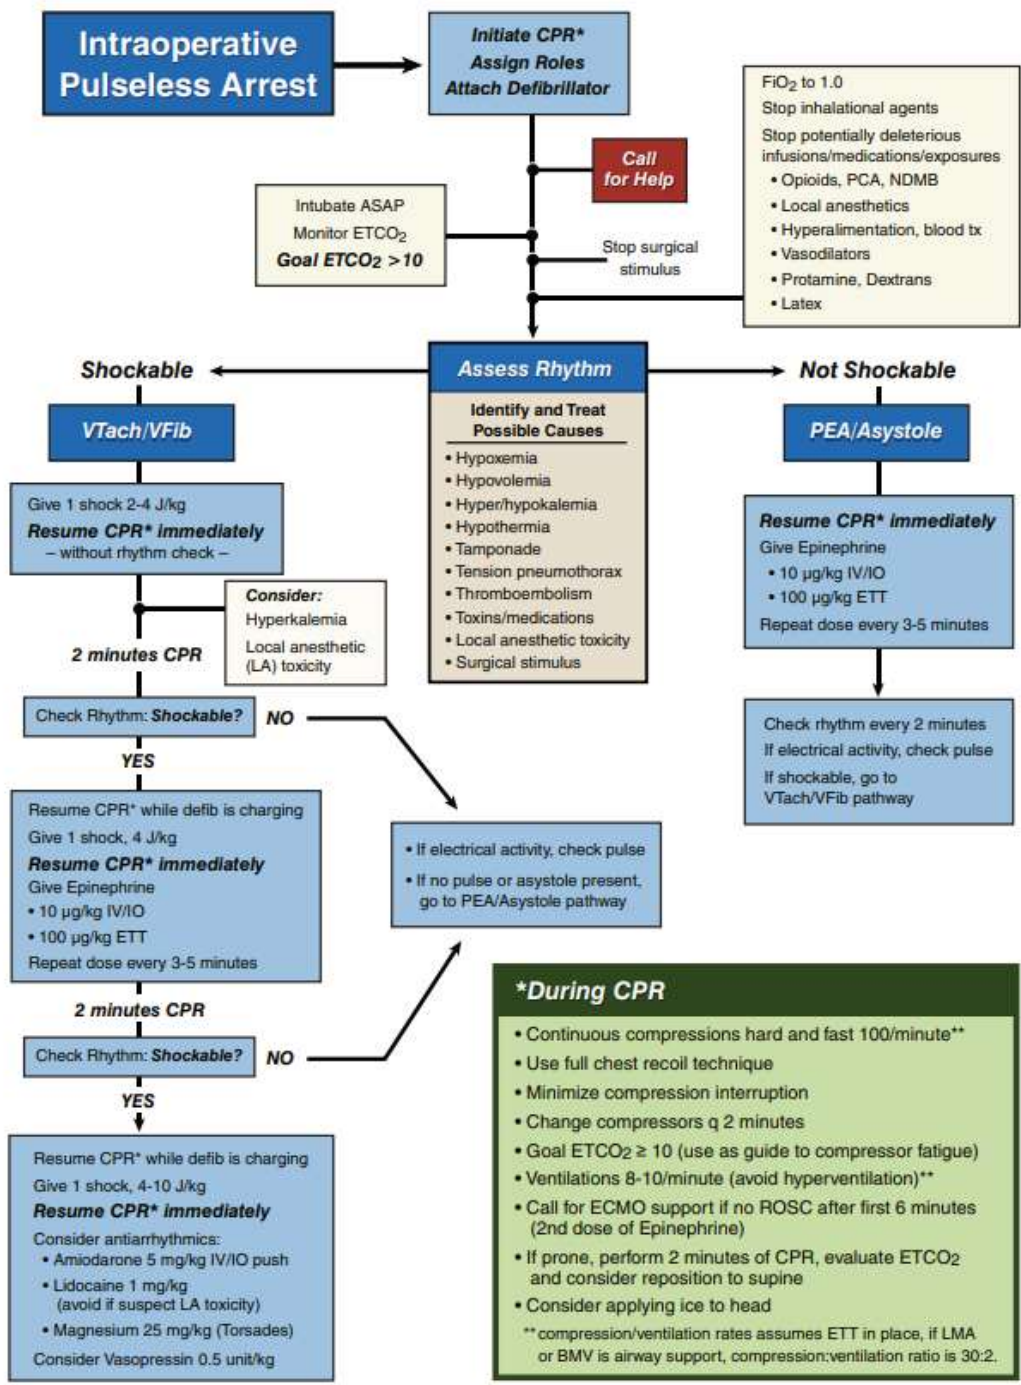 Intraoperative
Pulseless Arrest
Initiate CPR*
Assign Roles
Attach Defibrillator
Call
for Help
FiO2 to 1.0
Stop inhalational agents
Stop potentially deleterious
infusions/medications/exposures
• Opioids, PCA, NDMB
• Local anesthetics
• Hyperalimentation, blood tx
• Vasodilators
• Protamine, Dextrans
• Latex
Intubate ASAP
Monitor ETCO2
Goal ETCO2 >10
Stop surgical
stimulus
Shockable
Assess Rhythm
Not Shockable
Identify and Treat
Possible Causes
• Hypoxemia
• Hypovolemia
• Hyper/hypokalemia
• Hypothermia
• Tamponade
• Tension pneumothorax
• Thromboembolism
• Toxins/medications
• Local anesthetic toxicity
• Surgical stimulus
VTach/VFib
Give 1 shock 2-4 J/kg
Resume CPR* immediately
– without rhythm check –
Consider:
Hyperkalemia
Local anesthetic
(LA) toxicity
2 minutes CPR
Check Rhythm: Shockable?
NO
YES
Resume CPR* while defib is charging
Give 1 shock, 4 J/kg
Resume CPR* immediately
Give Epinephrine
• 10 µg/kg IV/IO
• 100 µg/kg ETT
Repeat dose every 3-5 minutes
2 minutes CPR
Check Rhythm: Shockable?
NO
YES
Resume CPR* while defib is charging
Give 1 shock, 4-10 J/kg
Resume CPR* immediately
Consider antiarrhythmics:
• Amiodarone 5 mg/kg IV/IO push
• Lidocaine 1 mg/kg
(avoid if suspect LA toxicity)
• Magnesium 25 mg/kg (Torsades)
Consider Vasopressin 0.5 unit/kg
• If electrical activity, check pulse
• If no pulse or asystole present,
go to PEA/Asystole pathway
PEA/Asystole
Resume CPR* immediately
Give Epinephrine
• 10 µg/kg IV/IO
• 100 µg/kg ETT
Repeat dose every 3-5 minutes
Check rhythm every 2 minutes
If electrical activity, check pulse
If shockable, go to
VTach/VFib pathway
*During CPR
• Continuous compressions hard and fast 100/minute**
• Use full chest recoil technique
• Minimize compression interruption
• Change compressors q 2 minutes
• Goal ETCO2 ≥ 10 (use as guide to compressor fatigue)
• Ventilations 8-10/minute (avoid hyperventilation)**
• Call for ECMO support if no ROSC after first 6 minutes
(2nd dose of Epinephrine)
• If prone, perform 2 minutes of CPR, evaluate ETCO2
and consider reposition to supine
• Consider applying ice to head
**compression/ventilation rates assumes ETT in place, if LMA
or BMV is airway support, compression:ventilation ratio is 30:2.